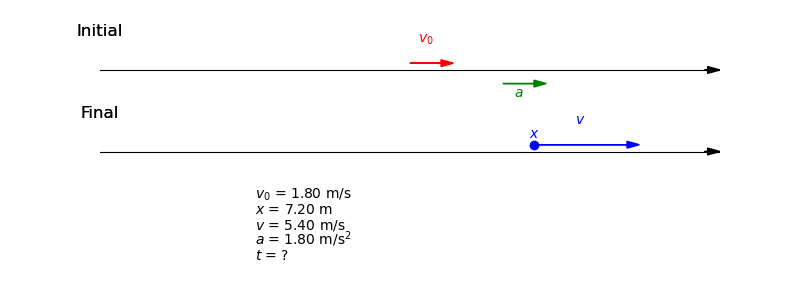 Initial
v₀
a
Final
x
v
v₀ = 1.80 m/s
x = 7.20 m
v = 5.40 m/s
a = 1.80 m/s²
t = ?